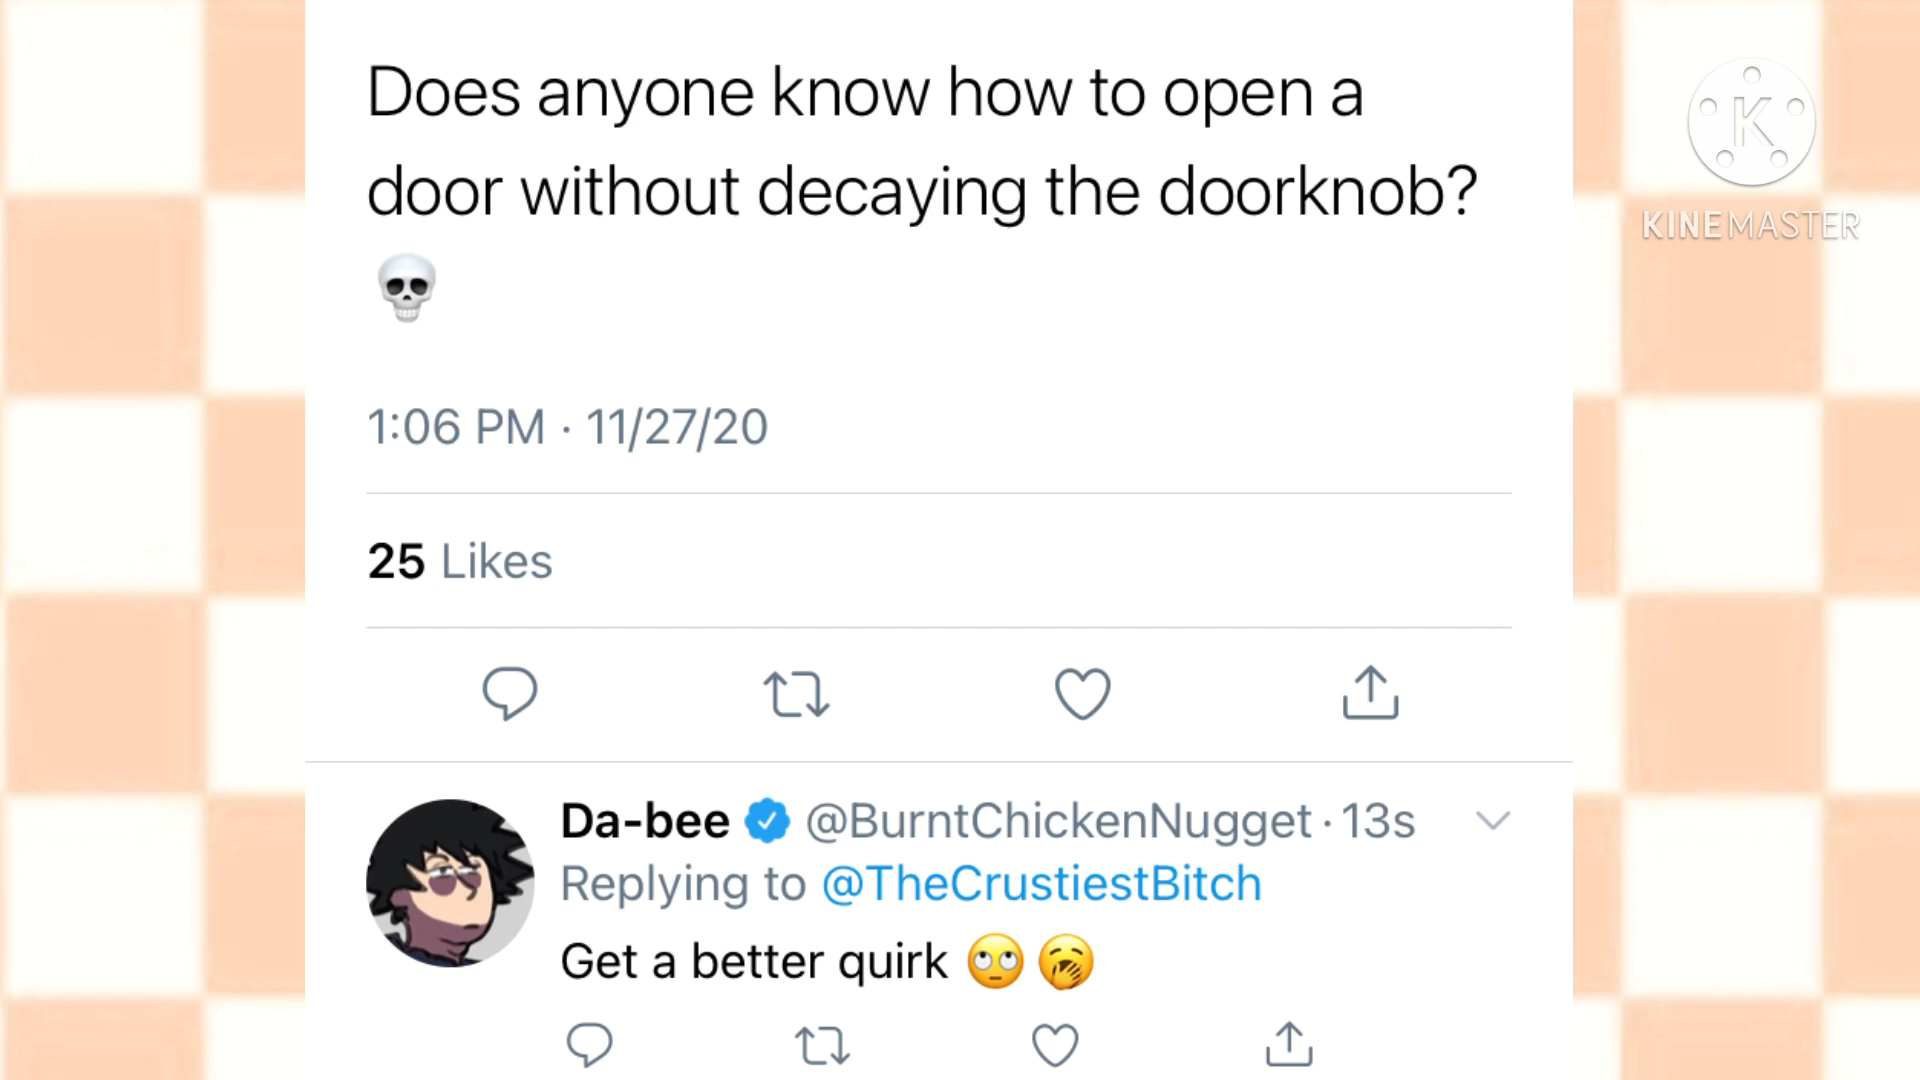 Does anyone know how to open a
door without decaying the doorknob?
💀
1:06 PM · 11/27/20
25 Likes
Da-bee @BurntChickenNugget · 13s
Replying to @TheCrustiestBitch
Get a better quirk 🙄 🥱
K
KINEMASTER